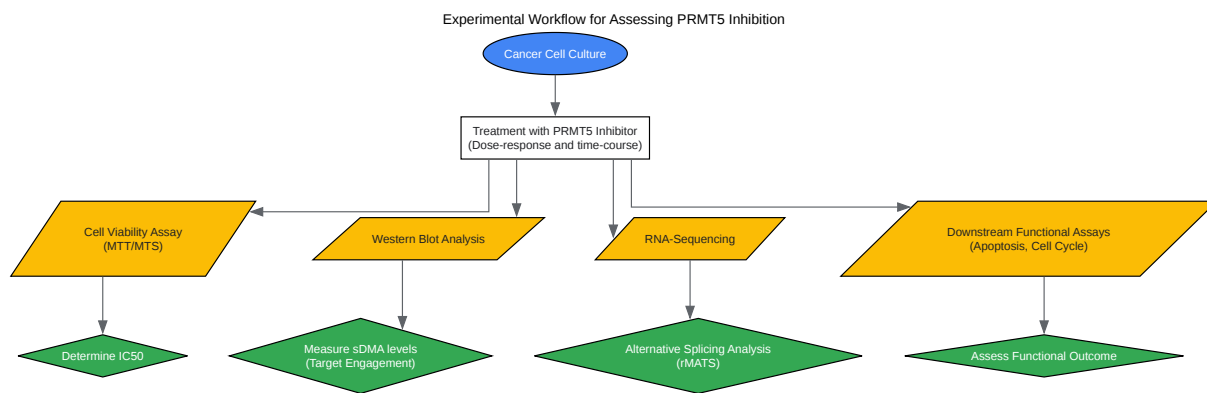 Experimental Workflow for Assessing PRMT5 Inhibition
Cancer Cell Culture
Treatment with PRMT5 Inhibitor
(Dose-response and time-course)
Cell Viability Assay
(MTT/MTS)
Western Blot Analysis
RNA-Sequencing
Downstream Functional Assays
(Apoptosis, Cell Cycle)
Determine IC50
Measure sDMA levels
(Target Engagement)
Alternative Splicing Analysis
(rMATS)
Assess Functional Outcome